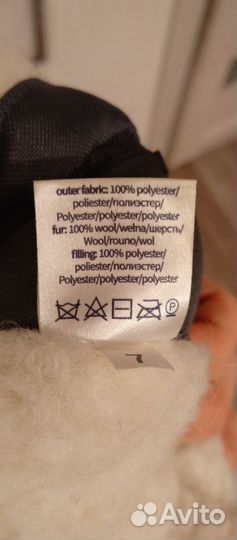 outer fabric: 100% polyester/
poliester/полиэстер/
Polyester/polyester/polyester
fur: 100% wool/wełna/шерсть/
Wool/rouno/wol
filling: 100% polyester/
poliester/полиэстер/
Polyester/polyester/polyester
P
L
Avito